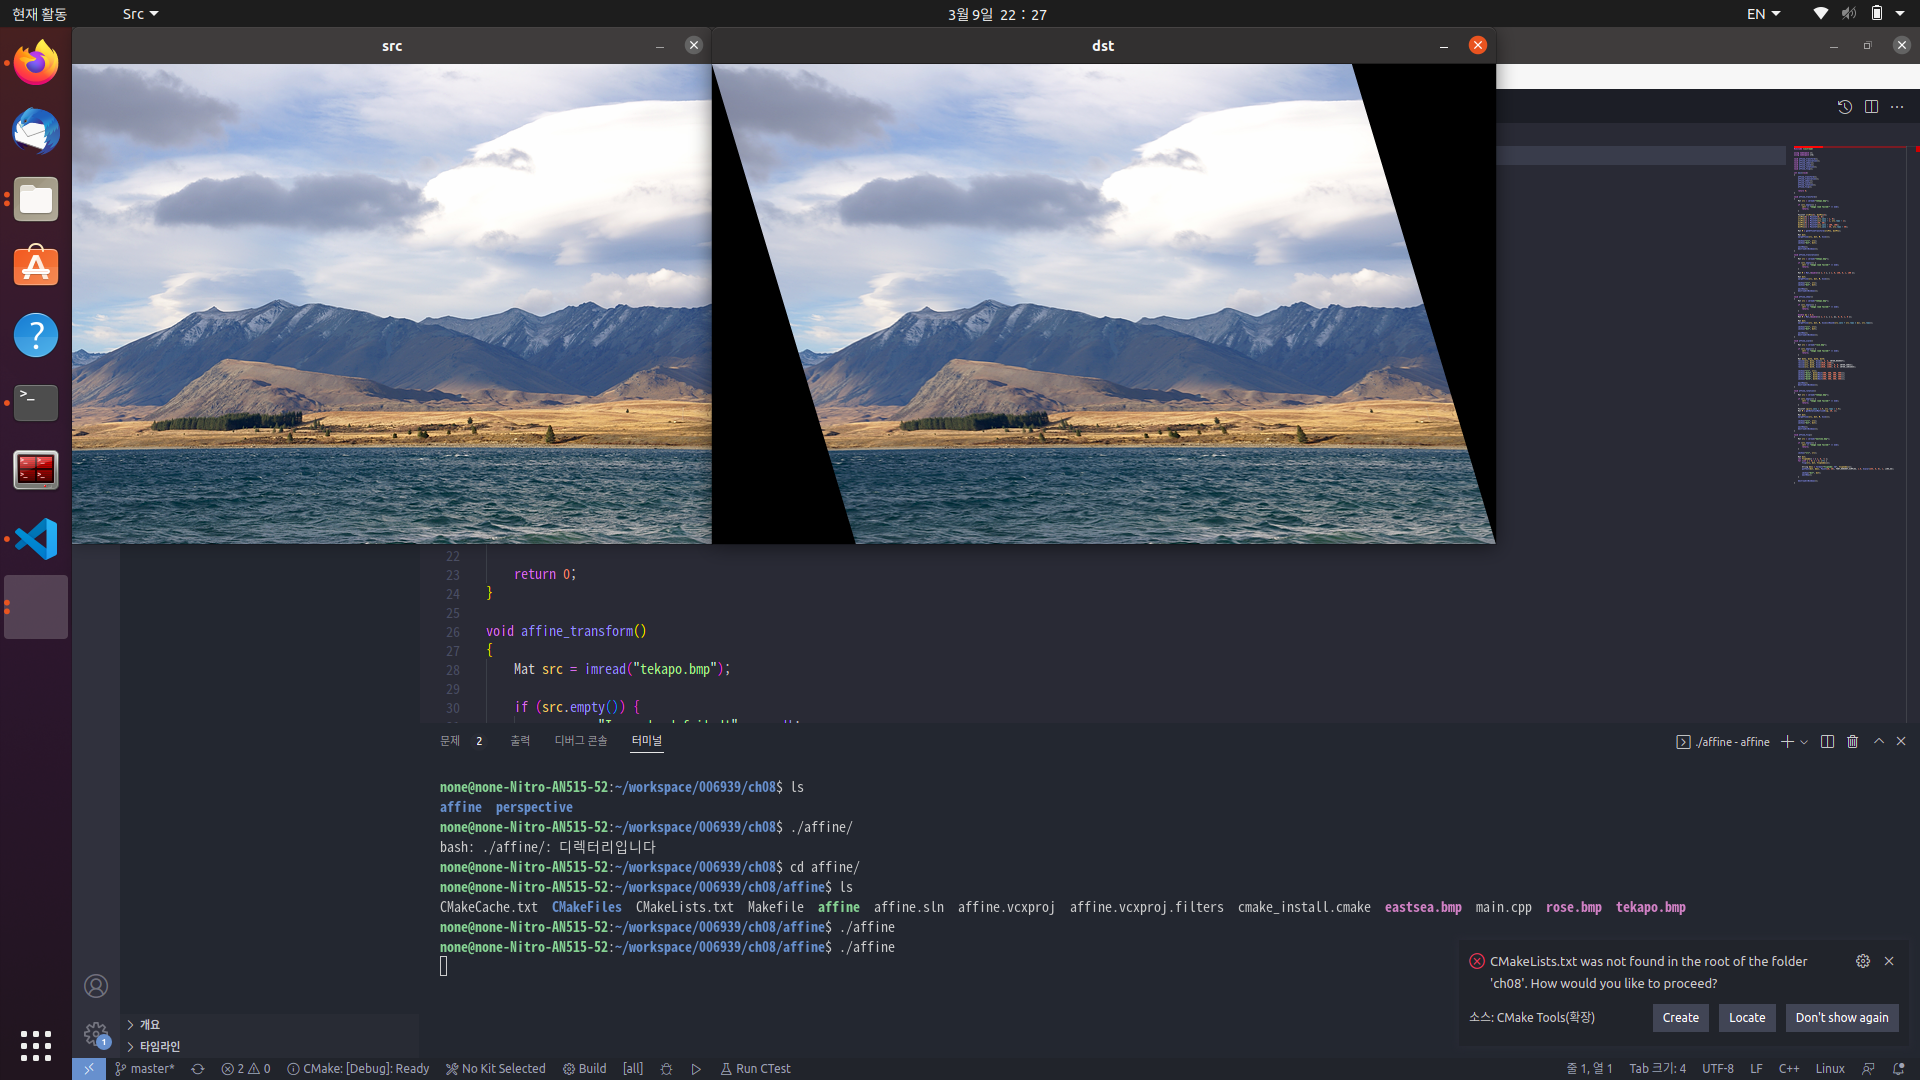 현재 활동
Src
3월 9일 22 : 27
EN
src
dst
22
23 return 0;
24 }
25
26 void affine_transform()
27 {
28 Mat src = imread("tekapo.bmp");
29
30 if (src.empty()) {
문제 2 출력 디버그 콘솔 터미널
./affine - affine
none@none-Nitro-AN515-52:~/workspace/006939/ch08$ ls
affine perspective
none@none-Nitro-AN515-52:~/workspace/006939/ch08$ ./affine/
bash: ./affine/: 디렉터리입니다
none@none-Nitro-AN515-52:~/workspace/006939/ch08$ cd affine/
none@none-Nitro-AN515-52:~/workspace/006939/ch08/affine$ ls
CMakeCache.txt CMakeFiles CMakeLists.txt Makefile affine affine.sln affine.vcxproj affine.vcxproj.filters cmake_install.cmake eastsea.bmp main.cpp rose.bmp tekapo.bmp
none@none-Nitro-AN515-52:~/workspace/006939/ch08/affine$ ./affine
none@none-Nitro-AN515-52:~/workspace/006939/ch08/affine$ ./affine
CMakeLists.txt was not found in the root of the folder
'ch08'. How would you like to proceed?
소스: CMake Tools(확장)
Create
Locate
Don't show again
1
개요
타임라인
master* 2 0 CMake: [Debug]: Ready No Kit Selected Build [all] Run CTest
줄 1, 열 1 Tab 크기: 4 UTF-8 LF C++ Linux